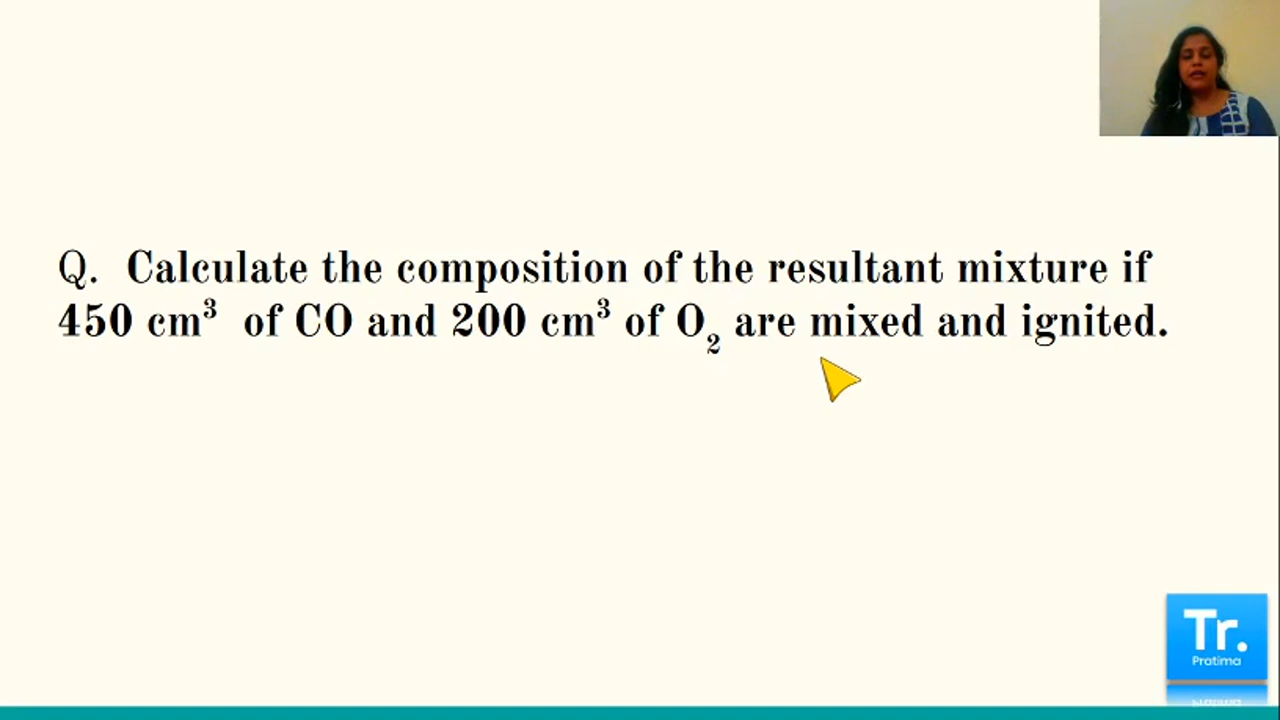 Q. Calculate the composition of the resultant mixture if
450 cm³ of CO and 200 cm³ of O₂ are mixed and ignited.
Tr.
Pratima